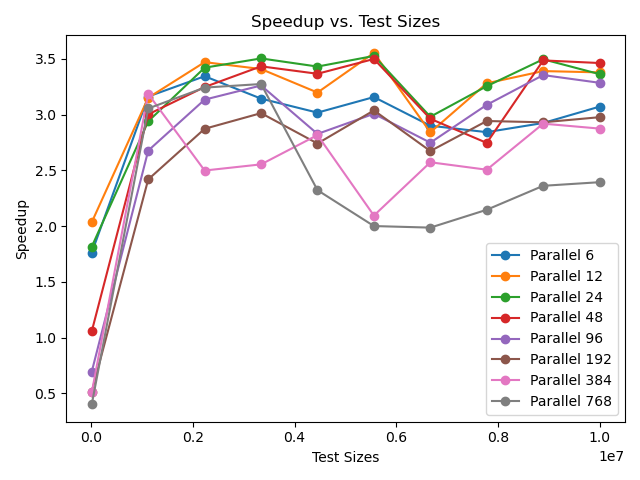 Speedup vs. Test Sizes
Speedup
3.5
3.0
2.5
2.0
1.5
1.0
0.5
Parallel 6
Parallel 12
Parallel 24
Parallel 48
Parallel 96
Parallel 192
Parallel 384
Parallel 768
0.0 0.2 0.4 0.6 0.8 1.0
1e7
Test Sizes